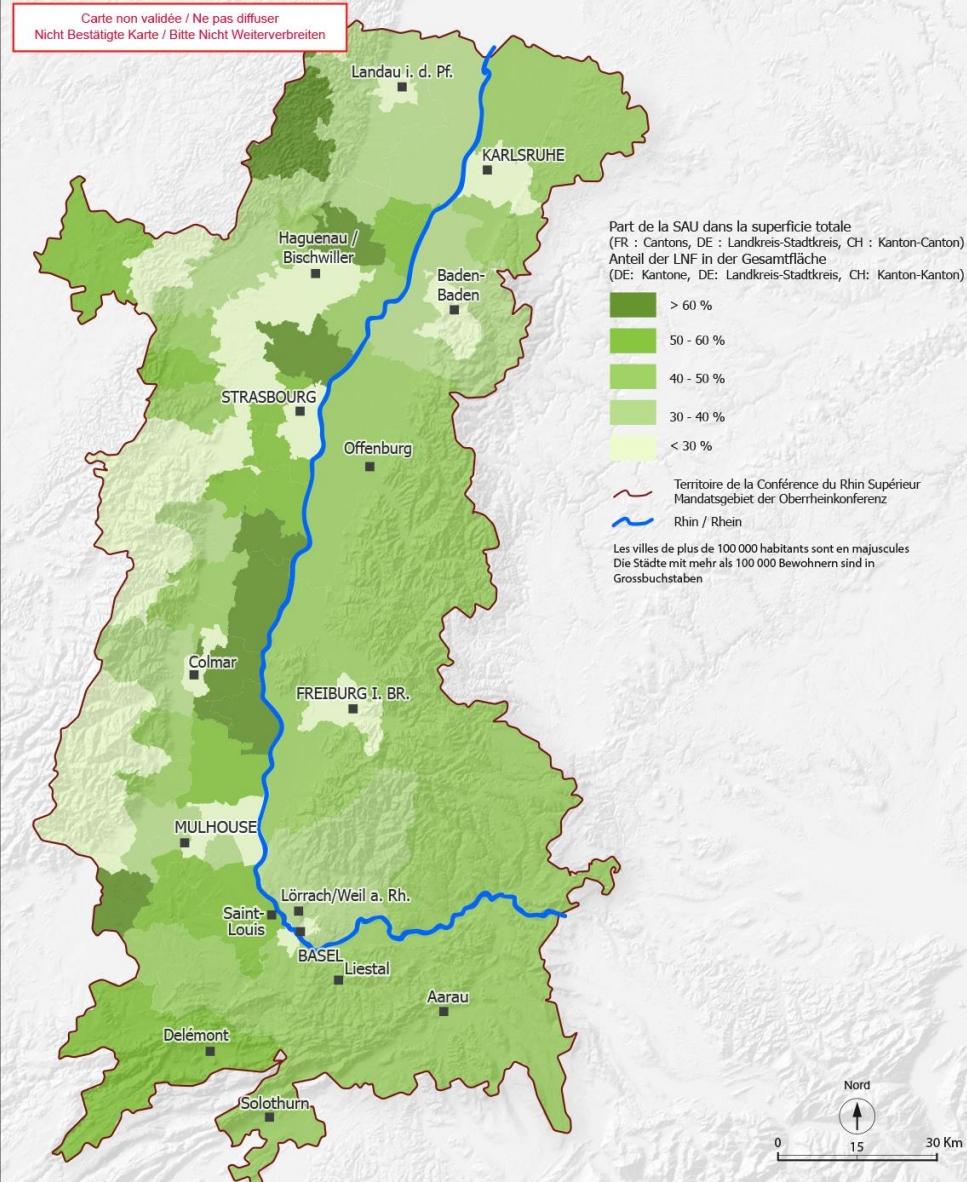 Carte non validée / Ne pas diffuser
Nicht Bestätigte Karte / Bitte Nicht Weiterverbreiten
Landau i. d. Pf.
KARLSRUHE
Haguenau /
Bischwiller
Baden-
Baden
STRASBOURG
Offenburg
Colmar
FREIBURG I. BR.
MULHOUSE
Lörrach/Weil a. Rh.
Saint-
Louis
BASEL
Liestal
Aarau
Delémont
Solothurn
Part de la SAU dans la superficie totale
(FR : Cantons, DE : Landkreis-Stadtkreis, CH : Kanton-Canton)
Anteil der LNF in der Gesamtfläche
(DE: Kantone, DE: Landkreis-Stadtkreis, CH: Kanton-Kanton)
> 60 %
50 - 60 %
40 - 50 %
30 - 40 %
< 30 %
Territoire de la Conférence du Rhin Supérieur
Mandatsgebiet der Oberrheinkonferenz
Rhin / Rhein
Les villes de plus de 100 000 habitants sont en majuscules
Die Städte mit mehr als 100 000 Bewohnern sind in
Grossbuchstaben
Nord
0 15 30 Km